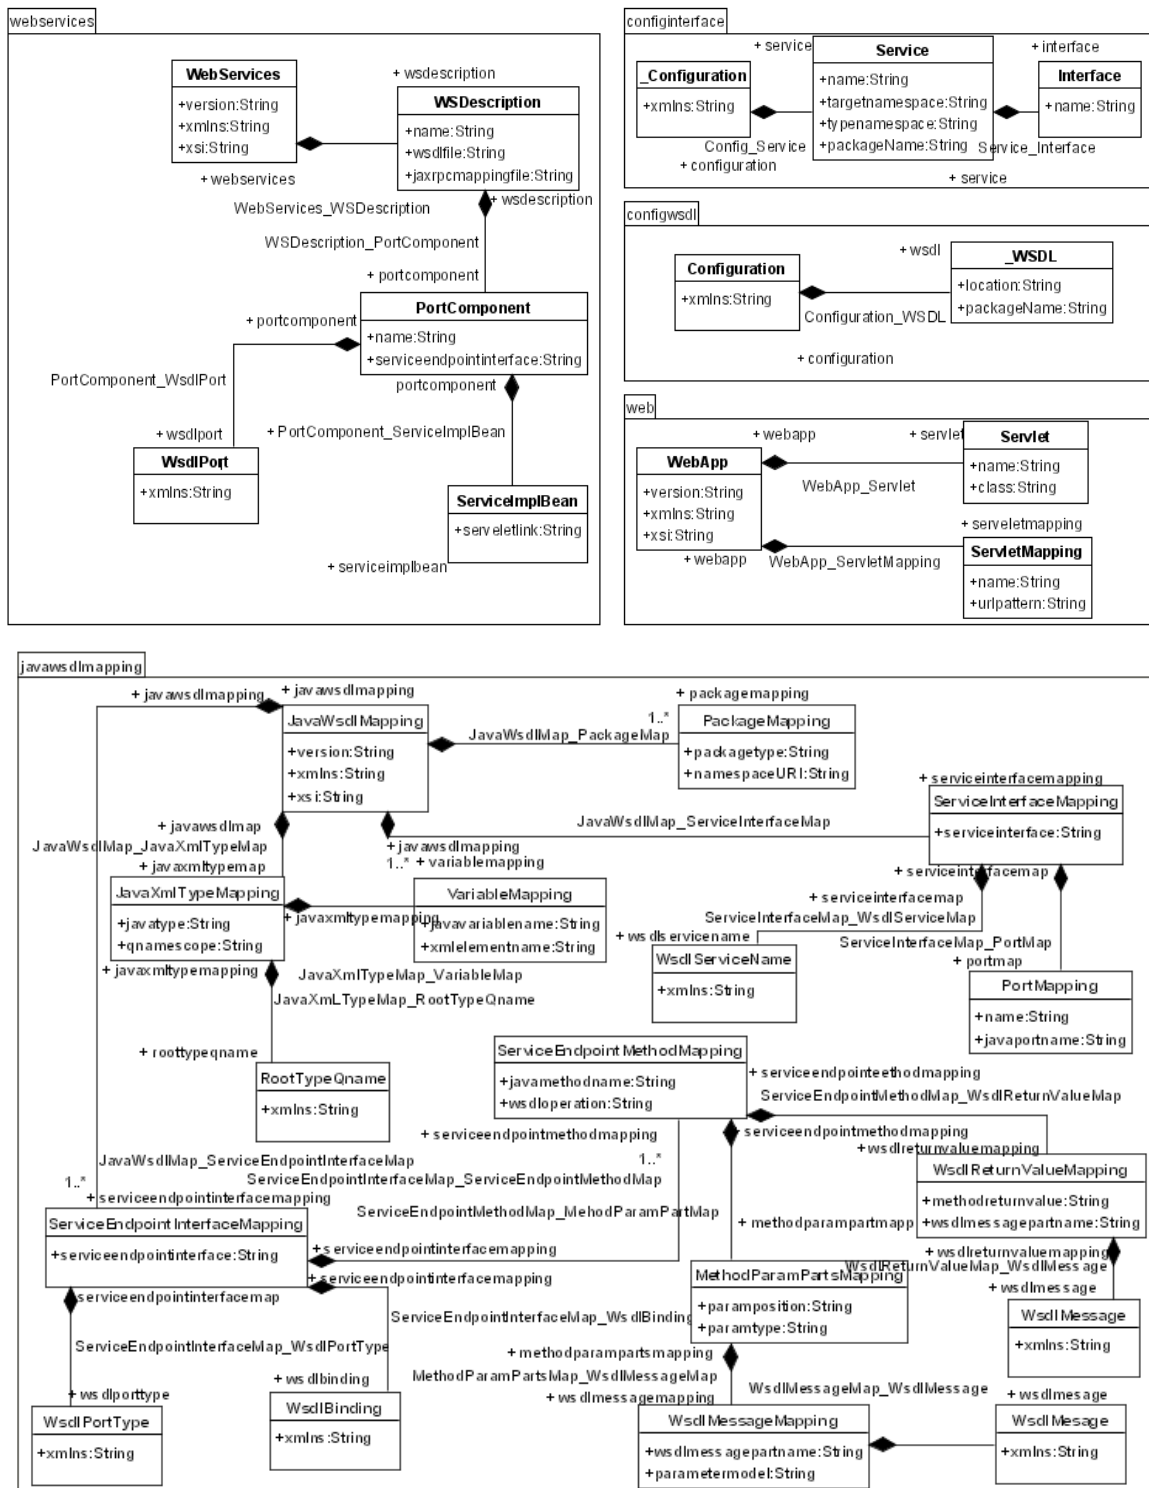 webservices
WebServices
+version:String
+xmlns:String
+xsi:String
+ wsdescription
WSDescription
+name:String
+wsdlfile:String
+jaxrpcmappingfile:String
+ webservices
+ wsdescription
WebServices_WSDescription
WSDescription_PortComponent
+ portcomponent
PortComponent
+name:String
+serviceendpointinterface:String
+ portcomponent
portcomponent
PortComponent_WsdlPort
+ wsdlport
+ PortComponent_ServiceImplBean
WsdlPort
+xmlns:String
ServiceImplBean
+serveletlink:String
+ serviceimplbean
configinterface
+ service
Service
+name:String
+targetnamespace:String
+typenamespace:String
+packageName:String
+ interface
_Configuration
+xmlns:String
Interface
+name:String
Config_Service
Service_Interface
+ configuration
+ service
configwsdl
+ wsdl
_WSDL
+location:String
+packageName:String
Configuration
+xmlns:String
Configuration_WSDL
+ configuration
web
+ webapp
+ servlet
Servlet
+name:String
+class:String
WebApp
+version:String
+xmlns:String
+xsi:String
WebApp_Servlet
+ serveletmapping
+ webapp
WebApp_ServletMapping
ServletMapping
+name:String
+urlpattern:String
javawsdlmapping
+ javawsdlmapping
+ javawsdlmapping
+ packagemapping
JavaWsdlMapping
+version:String
+xmlns:String
+xsi:String
1..*
JavaWsdlMap_PackageMap
PackageMapping
+packagetype:String
+namespaceURI:String
+ serviceinterfacemapping
ServiceInterfaceMapping
+serviceinterface:String
+ javawsdlmap
JavaWsdlMap_ServiceInterfaceMap
JavaWsdlMap_JavaXmlTypeMap
+ javawsdlmapping
+ javaxmltypemap
1..*
+ variablemapping
+ serviceinterfacemap
JavaXmlTypeMapping
+javatype:String
+qnamescope:String
+ javaxmltypemapping
VariableMapping
+javavariablename:String
+xmlelementname:String
+ serviceinterfacemap
ServiceInterfaceMap_WsdlServiceMap
+ wsdlservicename
ServiceInterfaceMap_PortMap
+ portmap
+ javaxmltypemapping
JavaXmlTypeMap_VariableMap
JavaXmLTypeMap_RootTypeQname
WsdlServiceName
+xmlns:String
PortMapping
+name:String
+javaportname:String
+ roottypeqname
RootTypeQname
+xmlns:String
ServiceEndpointMethodMapping
+javamethodname:String
+wsdloperation:String
+ serviceendpointeethodmapping
ServiceEndpointMethodMap_WsdlReturnValueMap
+ serviceendpointmethodmapping
+ serviceendpointmethodmapping
+wsdlreturnvaluemapping
JavaWsdlMap_ServiceEndpointInterfaceMap
1..*
ServiceEndpointInterfaceMap_ServiceEndpointMethodMap
1..*
+ serviceendpointinterfacemapping
WsdlReturnValueMapping
+methodreturnvalue:String
+wsdlmessagepartname:String
ServiceEndpointInterfaceMapping
+serviceendpointinterface:String
ServiceEndpointMethodMap_MehodParamPartMap
+ methodparampartmapp
+ serviceendpointinterfacemapping
+ wsdlreturnvaluemapping
WsdlReturnValueMap_WsdlMessage
+ serviceendpointinterfacemapping
+ wsdlmessage
serviceendpointinterfacemap
MethodParamPartsMapping
+paramposition:String
+paramtype:String
WsdlMessage
+xmlns:String
ServiceEndpointInterfaceMap_WsdlBinding
ServiceEndpointInterfaceMap_WsdlPortType
+ methodparampartsmapping
+ wsdlbinding
MethodParamPartsMap_WsdlMessageMap
WsdlMessageMap_WsdlMessage
+ wsdlporttype
+ wsdlmessagemapping
+ wsdlmesage
WsdlPortType
+xmlns:String
WsdlBinding
+xmlns:String
WsdlMessageMapping
+wsdlmessagepartname:String
+parametermodel:String
WsdlMesage
+xmlns:String